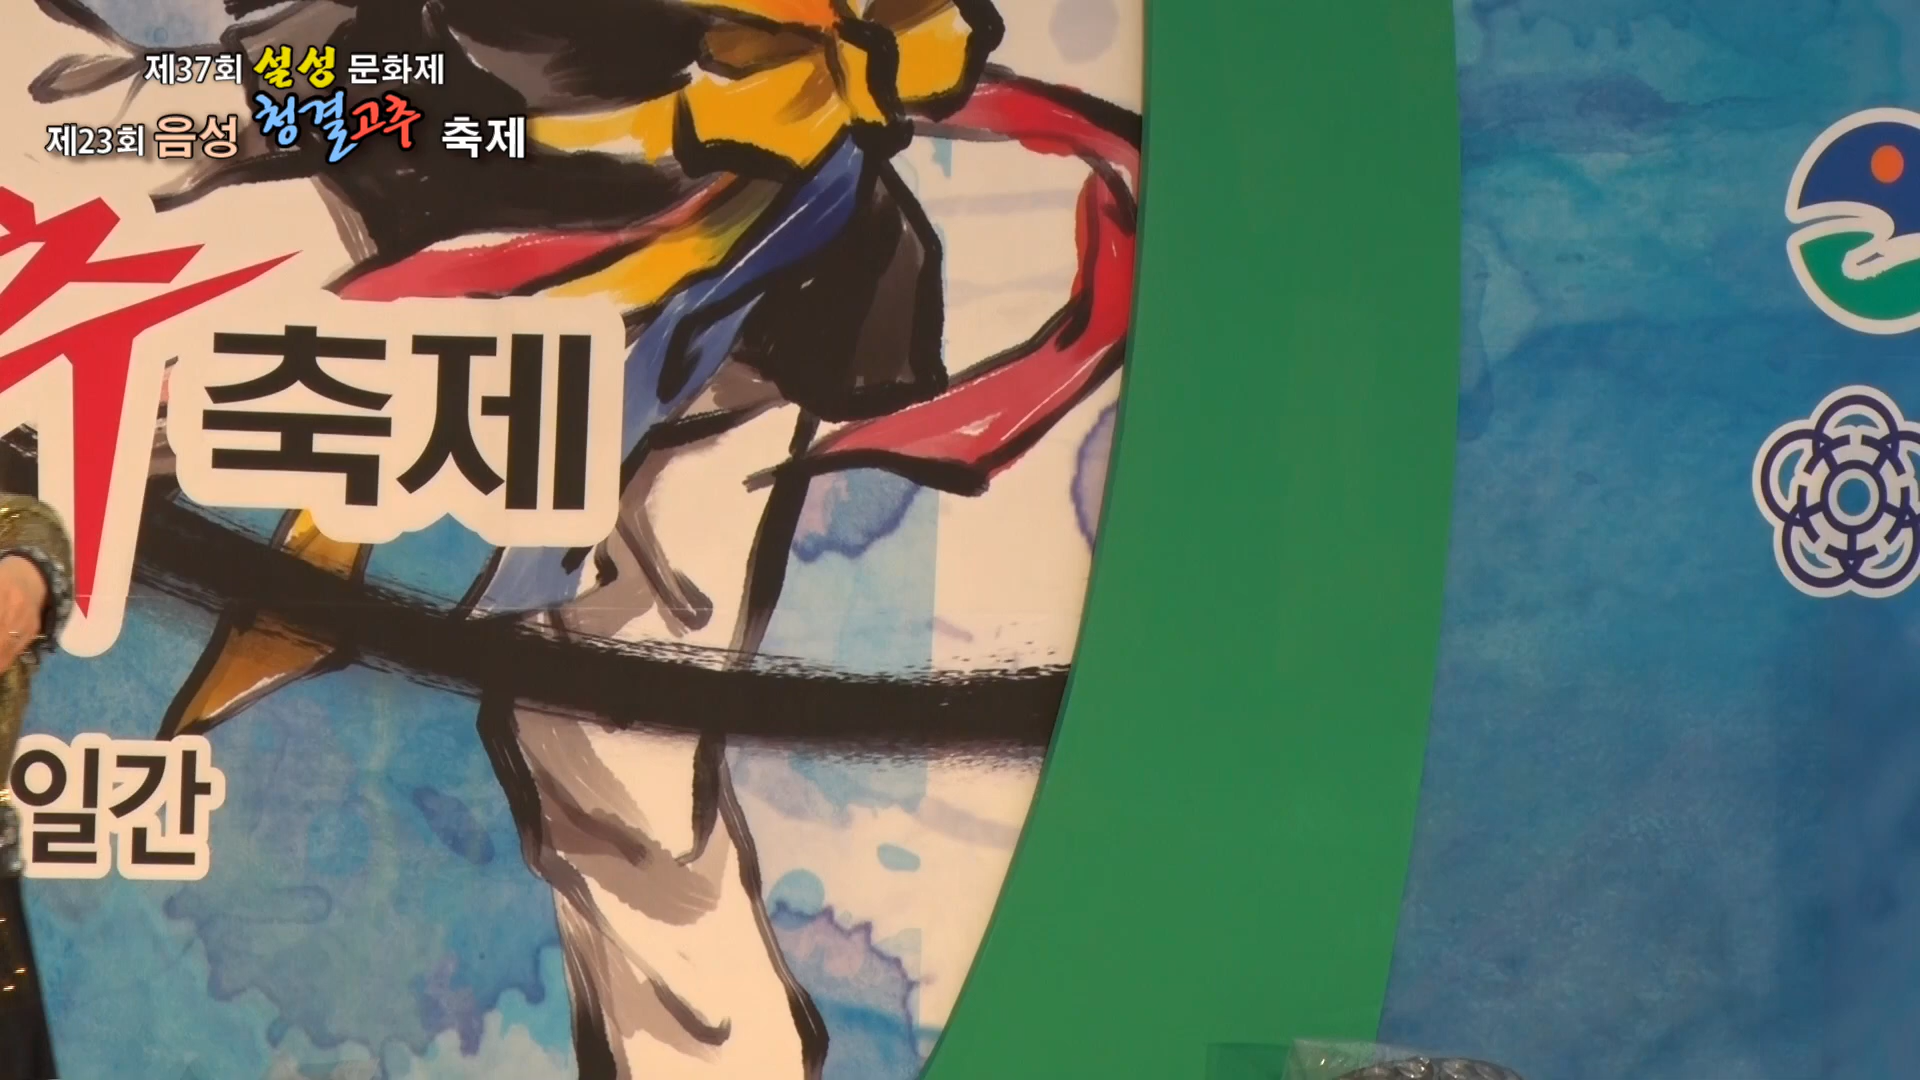 제37회 설성 문화제
제23회 음성 청결고추 축제
축제
일간